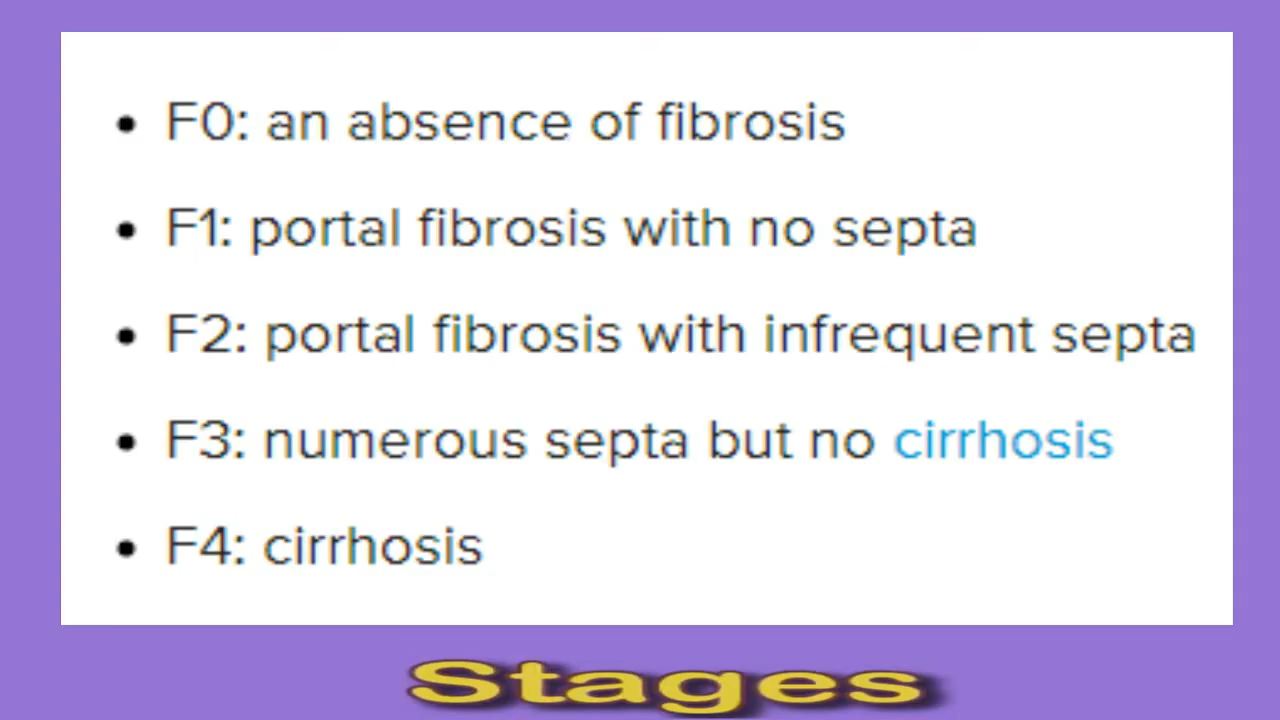 • F0: an absence of fibrosis
• F1: portal fibrosis with no septa
• F2: portal fibrosis with infrequent septa
• F3: numerous septa but no cirrhosis
• F4: cirrhosis
Stages